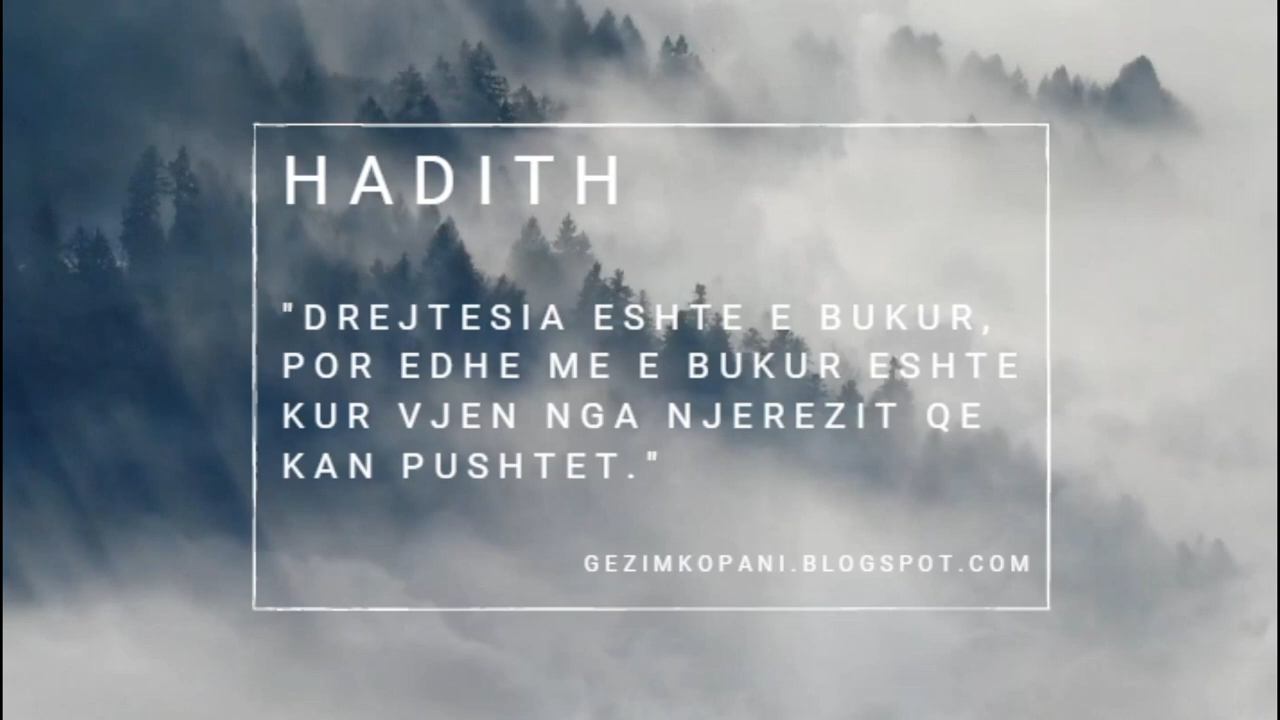 HADITH
"DREJTESIA ESHTE E BUKUR,
POR EDHE ME E BUKUR ESHTE
KUR VJEN NGA NJEREZIT QE
KAN PUSHTET."
GEZIMKOPANI.BLOGSPOT.COM